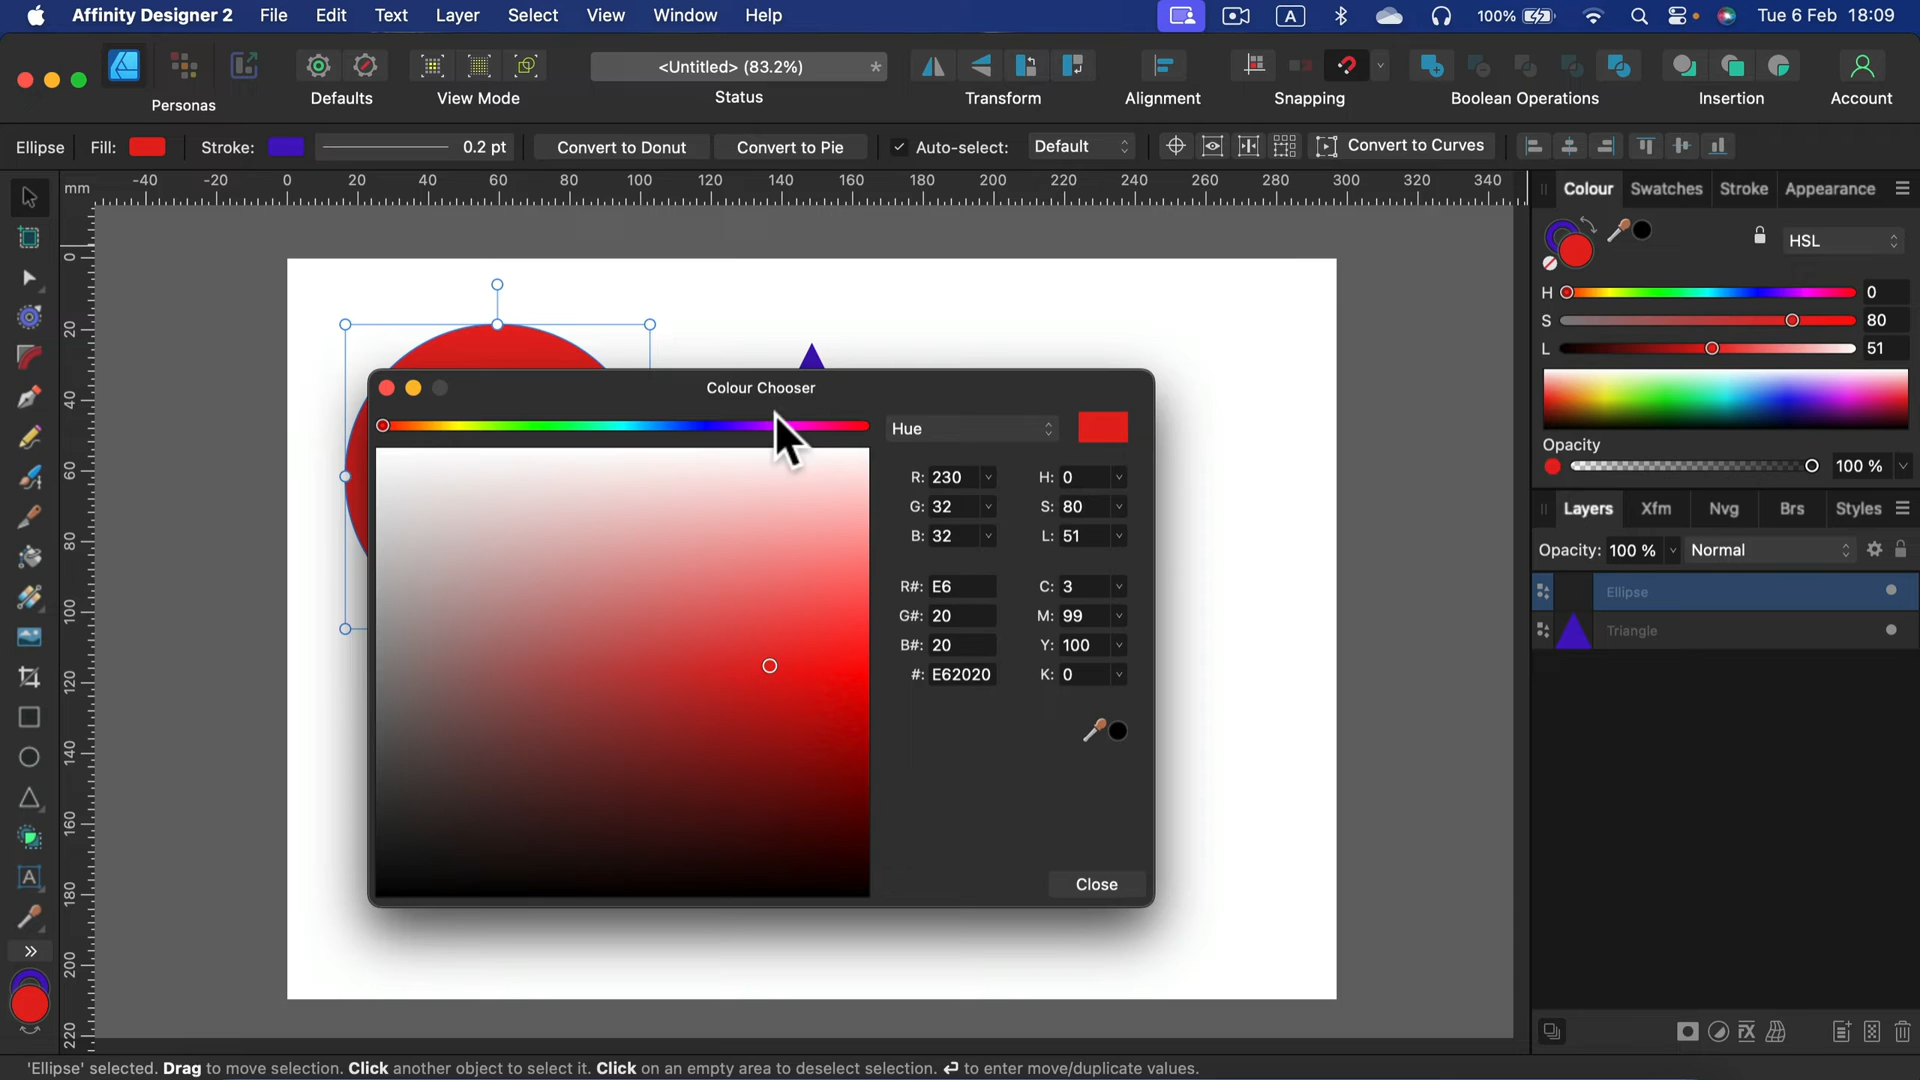 Affinity Designer 2 File Edit Text Layer Select View Window Help A 100% Tue 6 Feb 18:09
<Untitled> (83.2%) *
Personas Defaults View Mode Status Transform Alignment Snapping Boolean Operations Insertion Account
Ellipse Fill: Stroke: 0.2 pt Convert to Donut Convert to Pie Auto-select: Default Convert to Curves
mm -40 -20 0 20 40 60 80 100 120 140 160 180 200 220 240 260 280 300 320 340
0
20
40
60
80
100
120
140
160
180
200
220
Colour Chooser
Hue
R: 230 H: 0
G: 32 S: 80
B: 32 L: 51
R#: E6 C: 3
G#: 20 M: 99
B#: 20 Y: 100
#: E62020 K: 0
Close
Colour Swatches Stroke Appearance
HSL
H 0
S 80
L 51
Opacity
100 %
Layers Xfm Nvg Brs Styles
Opacity: 100 % Normal
Ellipse
Triangle
'Ellipse' selected. Drag to move selection. Click another object to select it. Click on an empty area to deselect selection. ↵ to enter move/duplicate values.